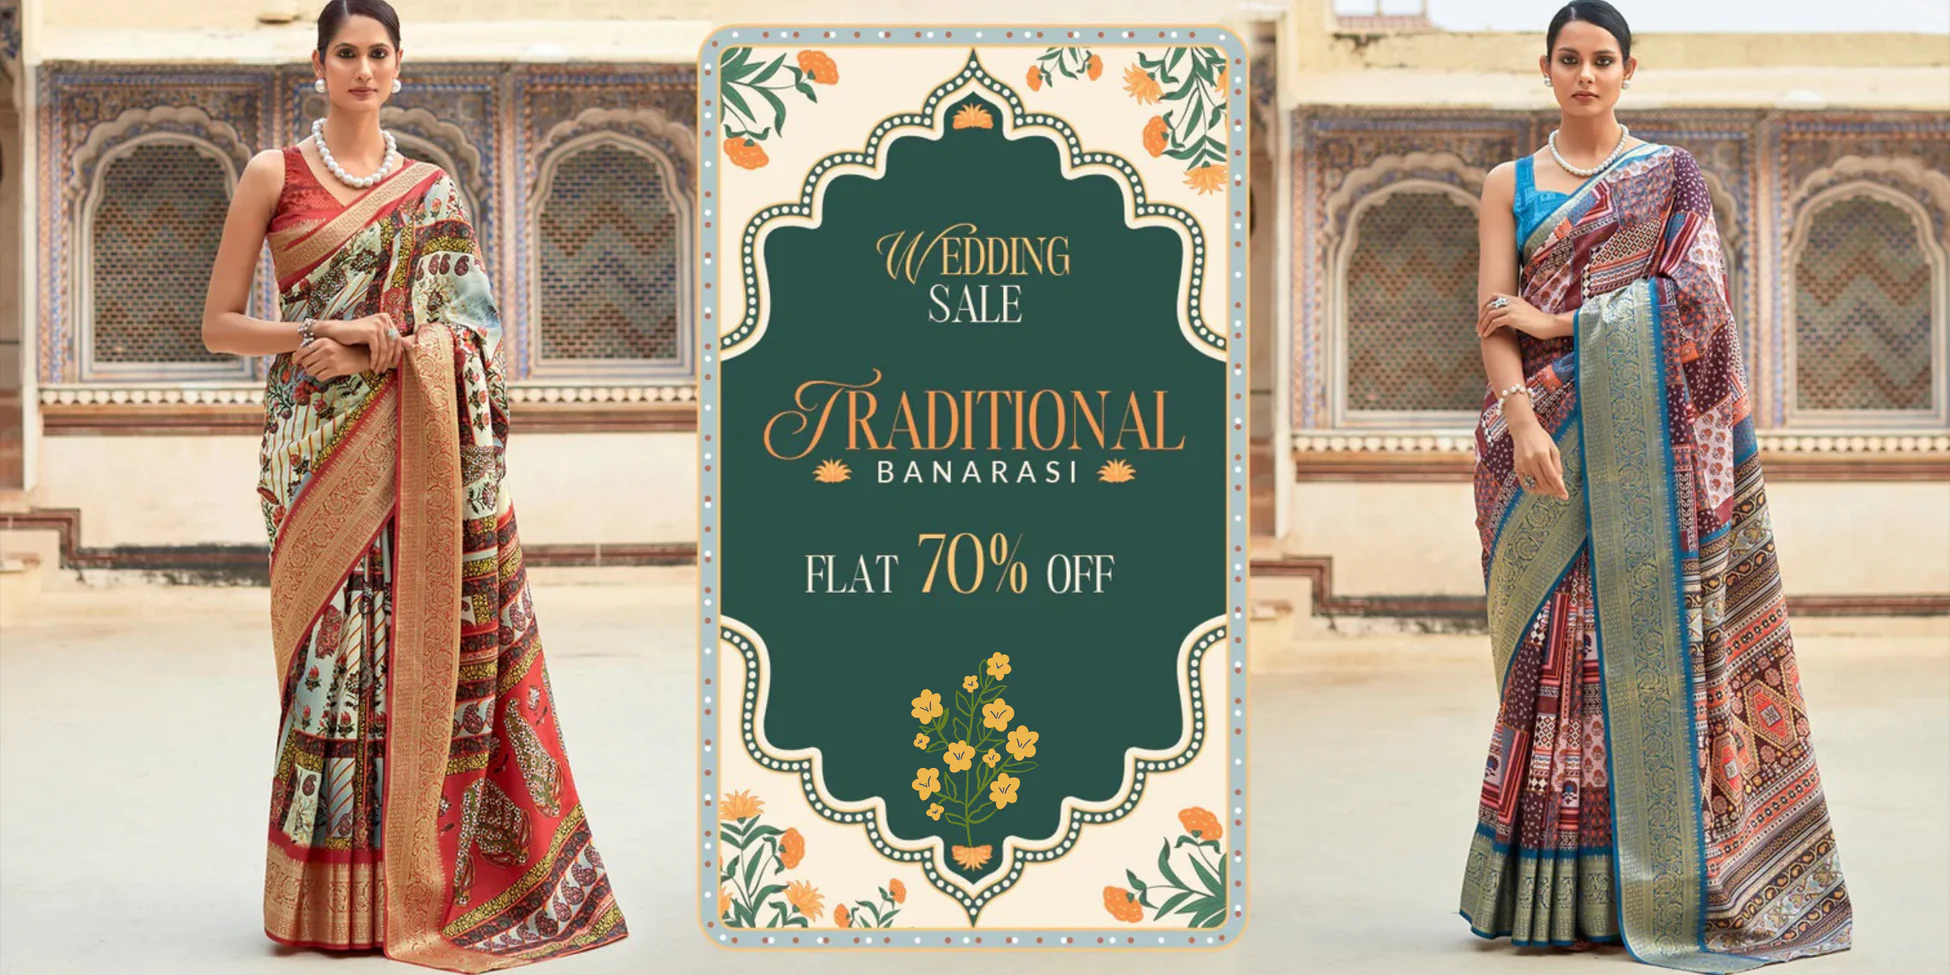 WEDDING
SALE
TRADITIONAL
BANARASI
FLAT 70% OFF